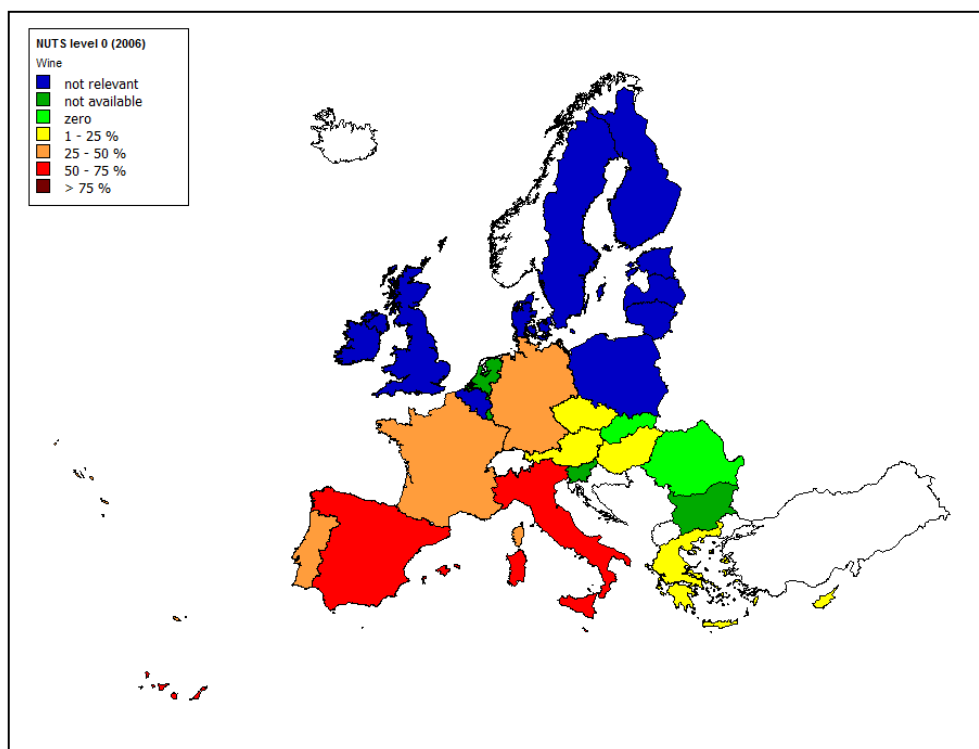 NUTS level 0 (2006)
Wine
not relevant
not available
zero
1 - 25 %
25 - 50 %
50 - 75 %
> 75 %